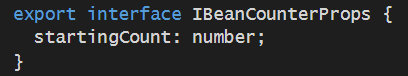 export interface IBeanCounterProps {
  startingCount: number;
}